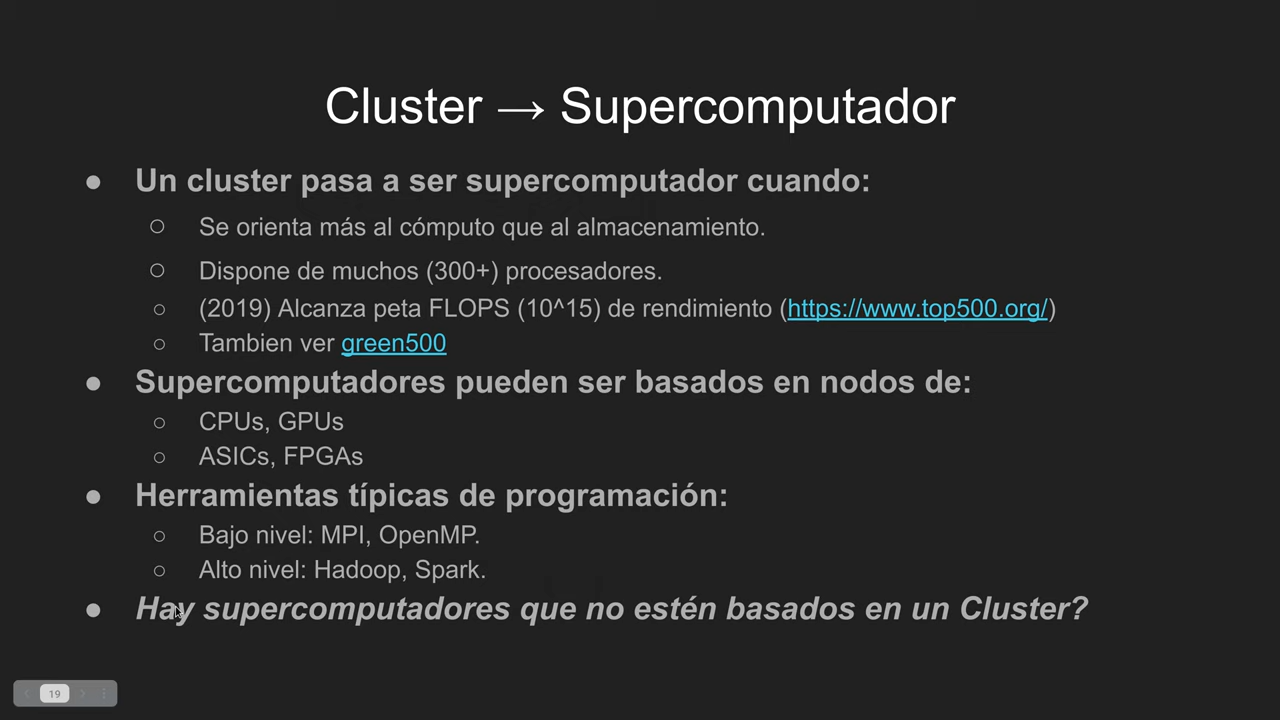 Cluster → Supercomputador
● Un cluster pasa a ser supercomputador cuando:
○ Se orienta más al cómputo que al almacenamiento.
○ Dispone de muchos (300+) procesadores.
○ (2019) Alcanza peta FLOPS (10^15) de rendimiento (https://www.top500.org/)
○ Tambien ver green500
● Supercomputadores pueden ser basados en nodos de:
○ CPUs, GPUs
○ ASICs, FPGAs
● Herramientas típicas de programación:
○ Bajo nivel: MPI, OpenMP.
○ Alto nivel: Hadoop, Spark.
● Hay supercomputadores que no estén basados en un Cluster?
19